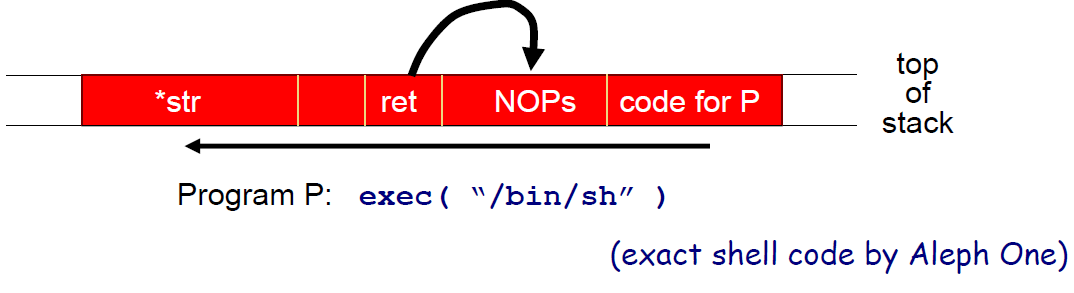 *str ret NOPs code for P
top
of
stack
Program P: exec( “/bin/sh” )
(exact shell code by Aleph One)